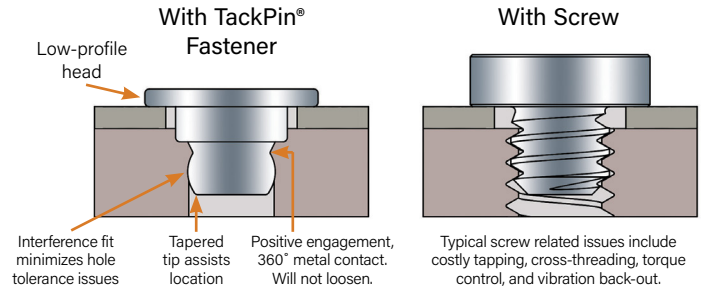 With TackPin®
Fastener
Low-profile
head
Interference fit
minimizes hole
tolerance issues
Tapered
tip assists
location
Positive engagement,
360˚ metal contact.
Will not loosen.
With Screw
Typical screw related issues include
costly tapping, cross-threading, torque
control, and vibration back-out.